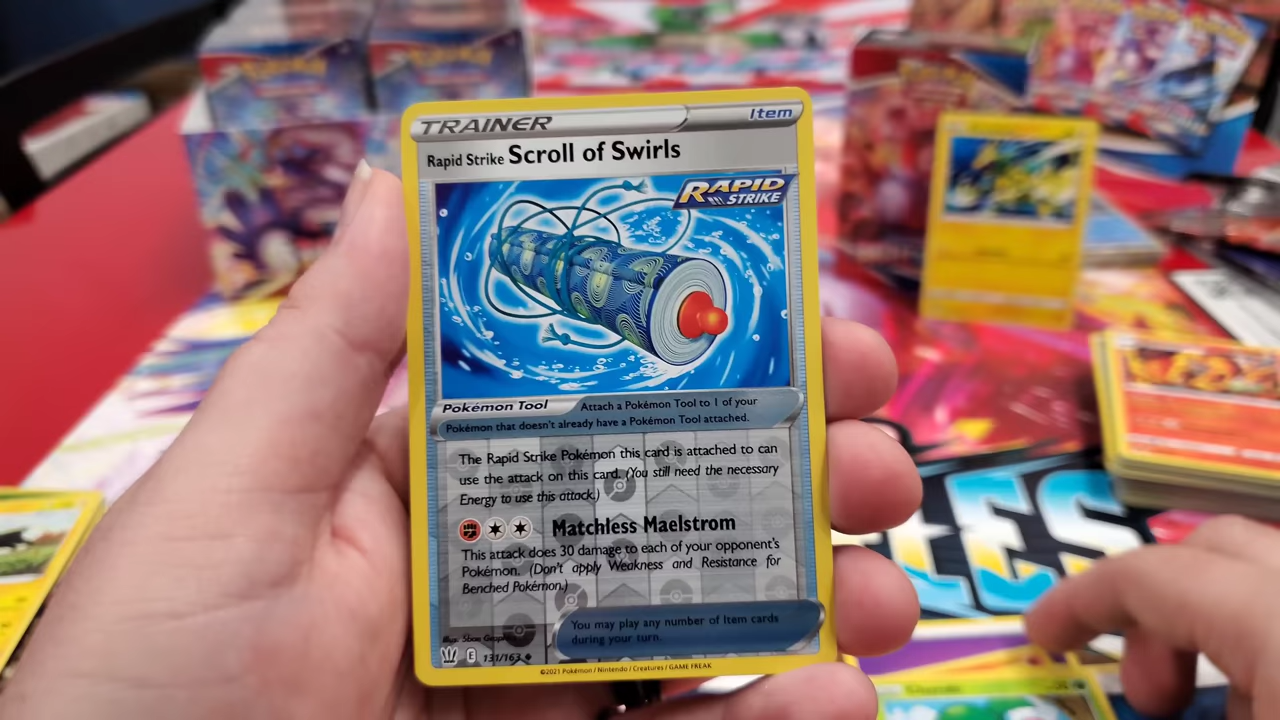 TRAINER
Item
Rapid Strike Scroll of Swirls
RAPID
STRIKE
Pokémon Tool
Attach a Pokémon Tool to 1 of your
Pokémon that doesn't already have a Pokémon Tool attached.
The Rapid Strike Pokémon this card is attached to can
use the attack on this card. (You still need the necessary
Energy to use this attack.)
Matchless Maelstrom
This attack does 30 damage to each of your opponent's
Pokémon. (Don't apply Weakness and Resistance for
Benched Pokémon.)
You may play any number of Item cards
during your turn.
E
131/163
©2021 Pokémon / Nintendo / Creatures / GAME FREAK